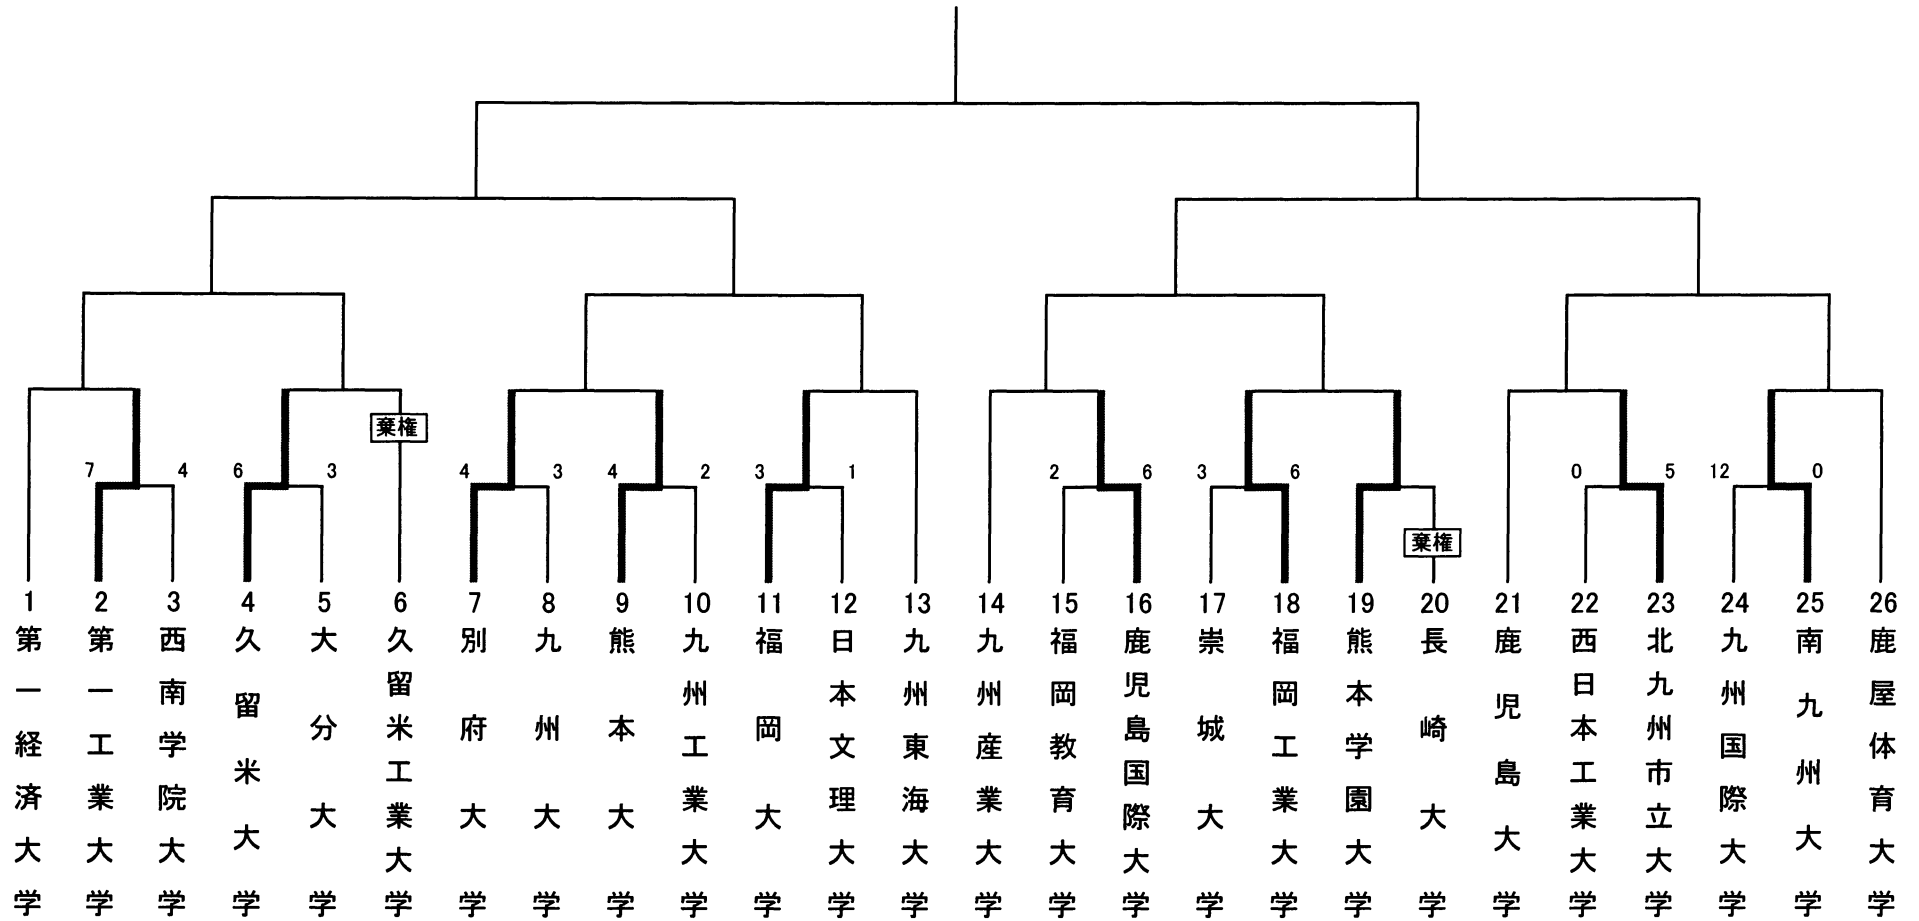 棄権
7 4 6 3 4 3 4 2 3 1 2 6 3 6 0 5 12 0
棄権
1 2 3 4 5 6 7 8 9 10 11 12 13 14 15 16 17 18 19 20 21 22 23 24 25 26
第一経済大学
第一工業大学
西南学院大学
久留米大学
大分大学
久留米工業大学
別府大学
九州大学
熊本大学
九州工業大学
福岡大学
日本文理大学
九州東海大学
九州産業大学
福岡教育大学
鹿児島国際大学
崇城大学
福岡工業大学
熊本学園大学
長崎大学
鹿児島大学
西日本工業大学
北九州市立大学
九州国際大学
南九州大学
鹿屋体育大学